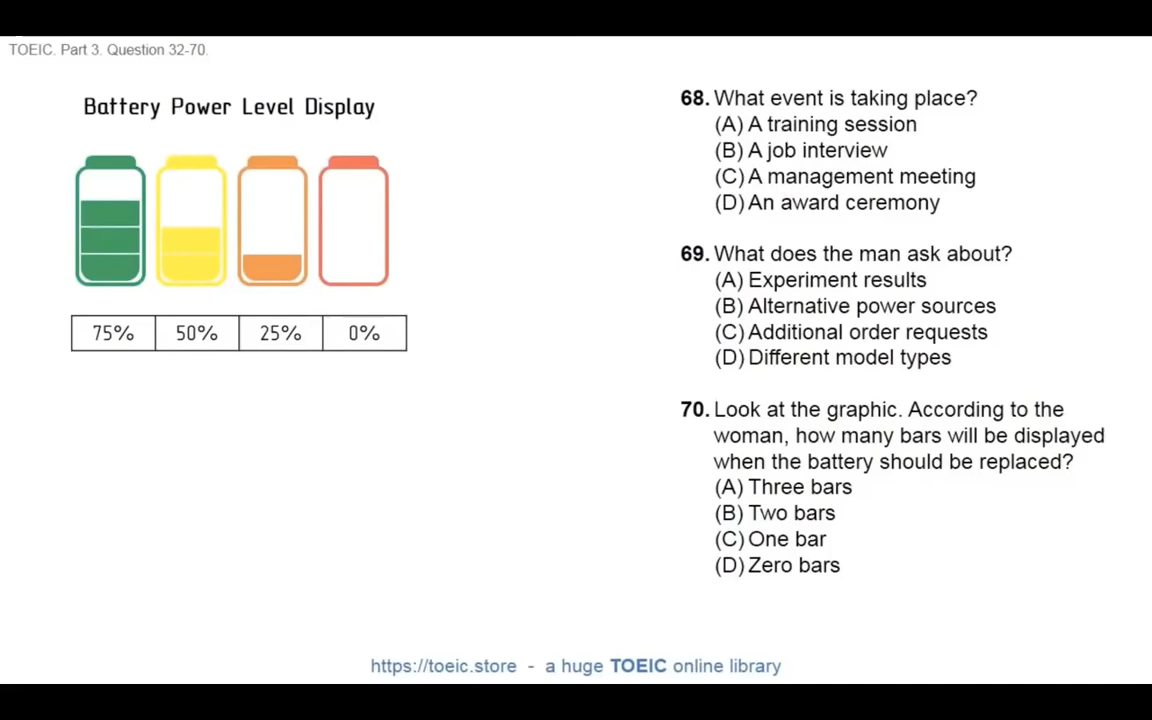 TOEIC. Part 3. Question 32-70.
Battery Power Level Display
75% 50% 25% 0%
68. What event is taking place?
(A) A training session
(B) A job interview
(C) A management meeting
(D) An award ceremony
69. What does the man ask about?
(A) Experiment results
(B) Alternative power sources
(C) Additional order requests
(D) Different model types
70. Look at the graphic. According to the
woman, how many bars will be displayed
when the battery should be replaced?
(A) Three bars
(B) Two bars
(C) One bar
(D) Zero bars
https://toeic.store - a huge TOEIC online library